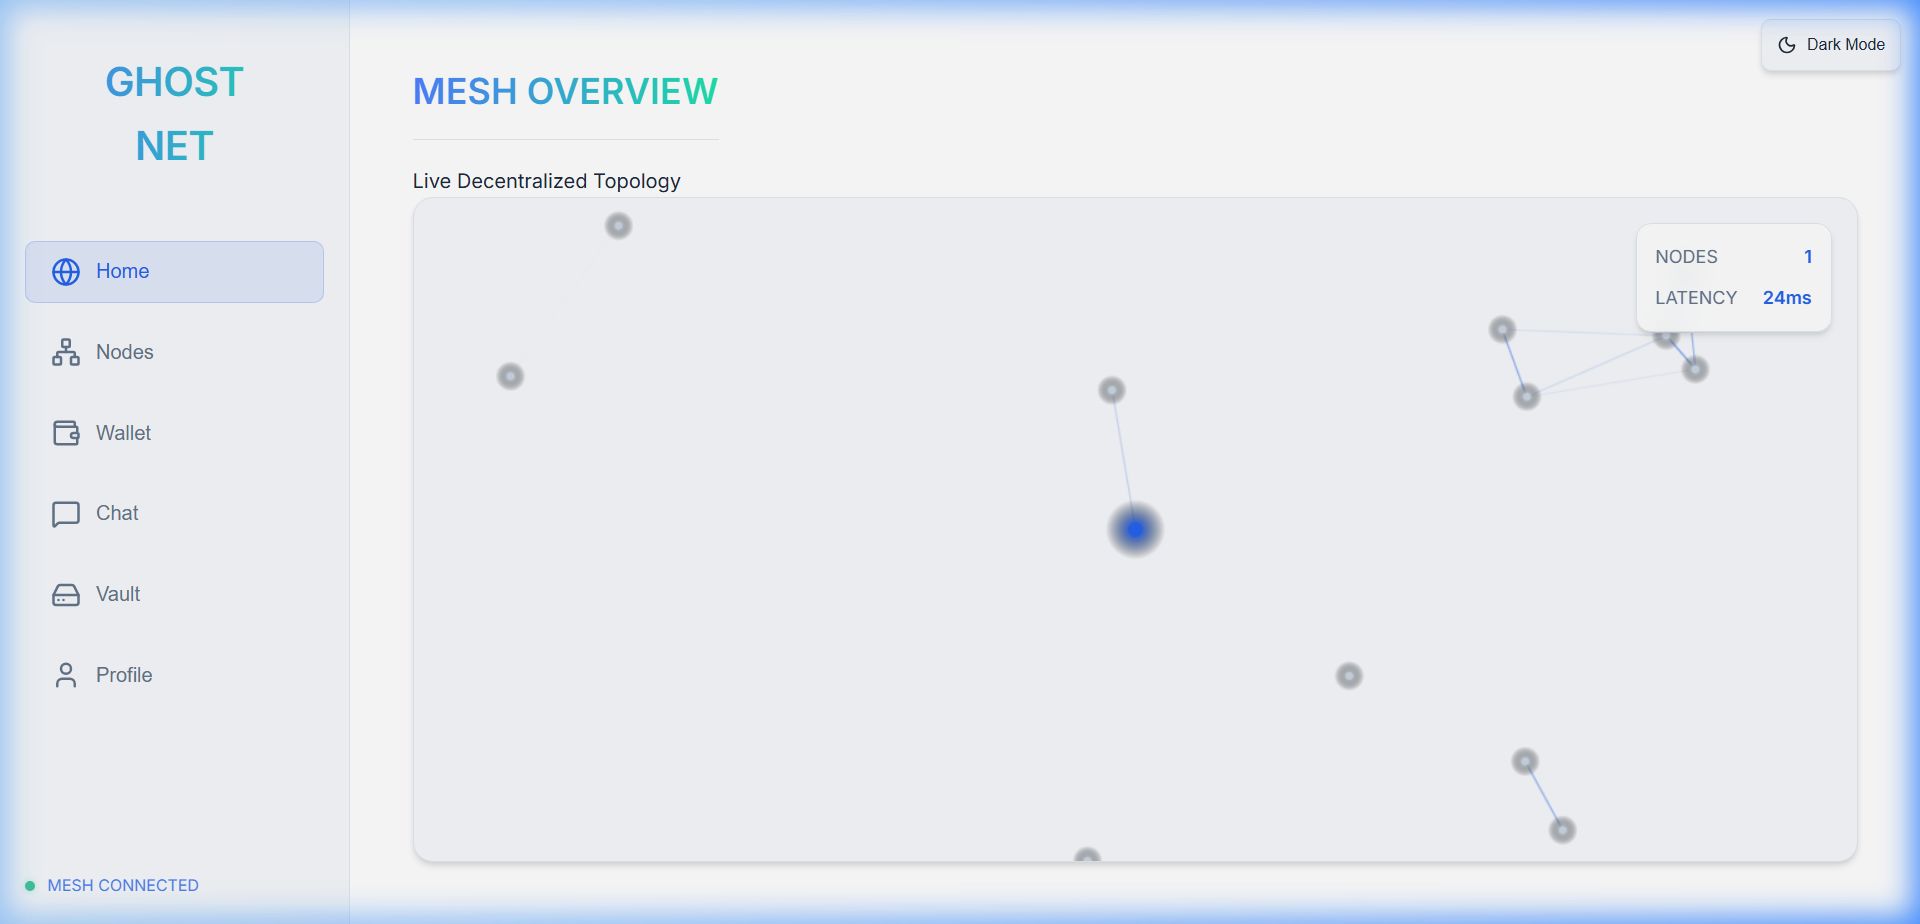 GHOST
NET
Home
Nodes
Wallet
Chat
Vault
Profile
MESH CONNECTED
Dark Mode
MESH OVERVIEW
Live Decentralized Topology
NODES 1
LATENCY 24ms